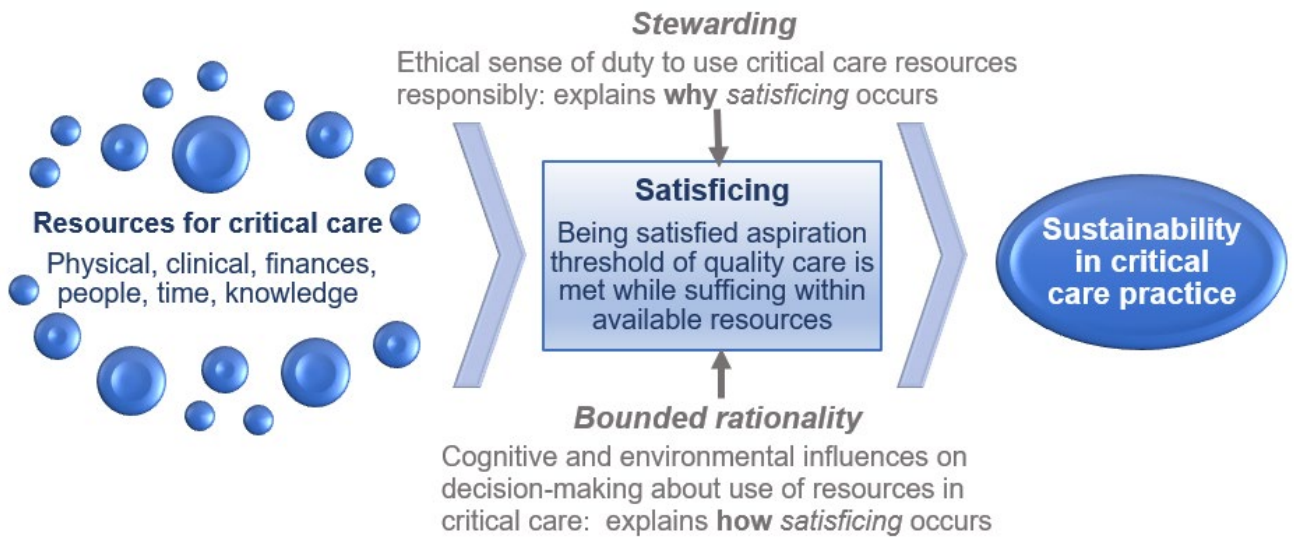 Stewarding
Ethical sense of duty to use critical care resources
responsibly: explains why satisficing occurs
Resources for critical care
Physical, clinical, finances,
people, time, knowledge
Satisficing
Being satisfied aspiration
threshold of quality care is
met while sufficing within
available resources
Sustainability
in critical
care practice
Bounded rationality
Cognitive and environmental influences on
decision-making about use of resources in
critical care:  explains how satisficing occurs